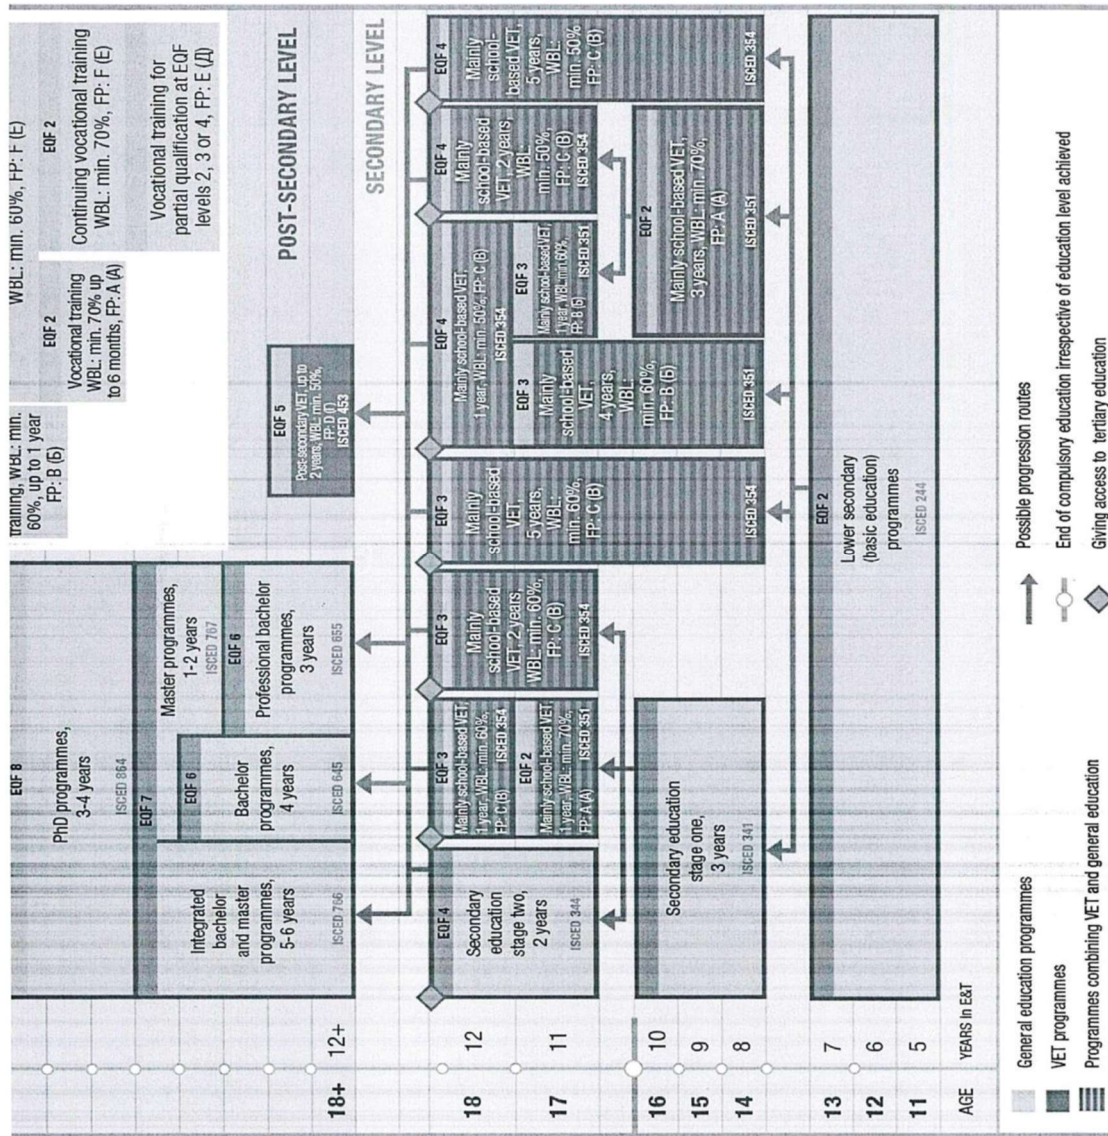 WBL: min. 60%, FP: F (E)
EQF 2
Continuing vocational training
WBL: min. 70%, FP: F (E)
Vocational training for
partial qualification at EQF
levels 2, 3 or 4, FP: E (Д)
EQF 2
Vocational training
WBL: min. 70% up
to 6 months, FP: A (A)
training, WBL: min.
60%, up to 1 year
FP: B (Б)
EQF 8
PhD programmes,
3-4 years
ISCED 864
EQF 7
Master programmes,
1-2 years
ISCED 767
EQF 6
Professional bachelor
programmes,
3 years
ISCED 655
EQF 6
Bachelor
programmes,
4 years
ISCED 645
Integrated
bachelor
and master
programmes,
5-6 years
ISCED 766
POST-SECONDARY LEVEL
EQF 5
Post-secondary VET, up to
2 years, WBL: min. 50%,
FP: D (Г)
ISCED 453
SECONDARY LEVEL
EQF 4
Secondary
education
stage two,
2 years
ISCED 344
EQF 3
Mainly school-based VET,
1 year, WBL: min. 60%,
FP: C (B)
ISCED 354
EQF 2
Mainly school-based VET
1 year, WBL: min. 70%,
FP: A (A)
ISCED 351
EQF 3
Mainly
school-based
VET, 2 years,
WBL: min. 60%,
FP: C (B)
ISCED 354
EQF 3
Mainly
school-based
VET,
5 years,
WBL:
min. 60%,
FP: C (B)
ISCED 354
EQF 4
Mainly school-based VET,
1 year, WBL: min. 50%, FP: C (B)
ISCED 354
EQF 3
Mainly
school-based
VET,
4 years,
WBL:
min. 60%,
FP: B (Б)
ISCED 351
EQF 3
Mainly school-based VET,
1 year, WBL: min 60%,
FP: B (Б)
ISCED 351
EQF 4
Mainly
school-based
VET, 2 years,
WBL:
min. 50%,
FP: C (B)
ISCED 354
EQF 4
Mainly
school-
based VET,
5 years,
WBL:
min. 50%
FP: C (B)
ISCED 354
EQF 2
Mainly school-based VET,
3 years, WBL: min. 70%,
FP: A (A)
ISCED 351
Secondary education
stage one,
3 years
ISCED 341
EQF 2
Lower secondary
(basic education)
programmes
ISCED 244
18+ 12+
18 12
17 11
16 10
15 9
14 8
13 7
12 6
11 5
AGE YEARS In E&T
General education programmes
VET programmes
Programmes combining VET and general education
Possible progression routes
End of compulsory education irrespective of education level achieved
Giving access to tertiary education